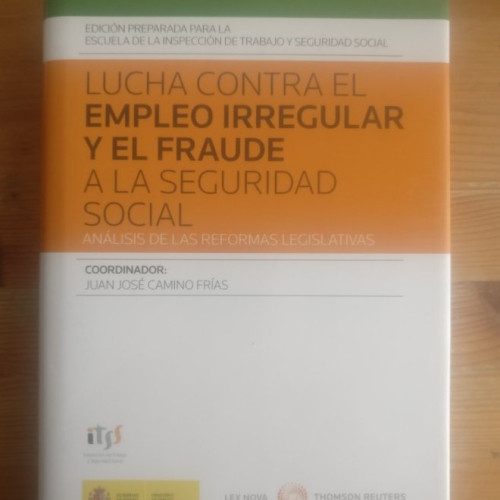 EDICIÓN PREPARADA PARA LA
ESCUELA DE LA INSPECCIÓN DE TRABAJO Y SEGURIDAD SOCIAL
LUCHA CONTRA EL
EMPLEO IRREGULAR
Y EL FRAUDE
A LA SEGURIDAD
SOCIAL
ANÁLISIS DE LAS REFORMAS LEGISLATIVAS
COORDINADOR:
JUAN JOSÉ CAMINO FRÍAS
itss
LEX NOVA
THOMSON REUTERS